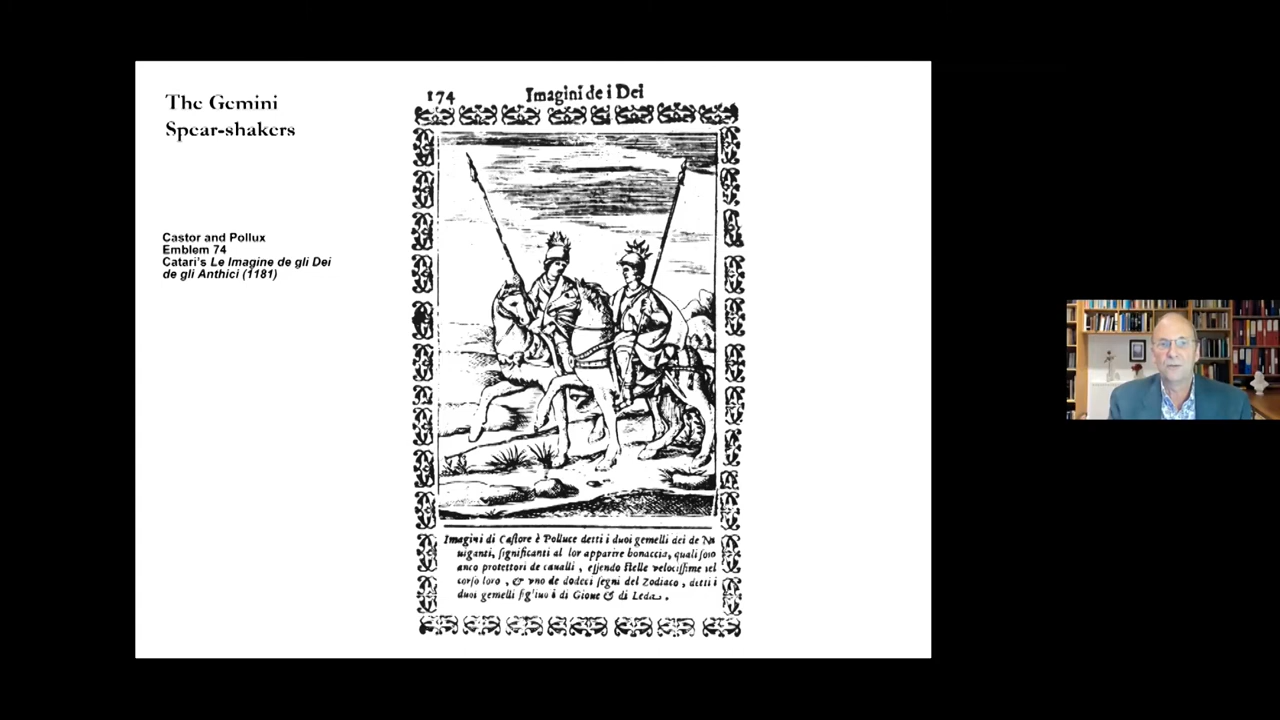 The Gemini
Spear-shakers
Castor and Pollux
Emblem 74
Catari's Le Imagine de gli Dei
de gli Anthici (1181)
174 Imagini de i Dei
Imagini di Castore è Polluce detti i duoi gemelli dei de Na
uiganti, significanti al lor apparire bonaccia, quali sono
anco protettori de caualli, essendo stelle velocissime nel
corso loro, & vno de dodeci segni del Zodiaco, detti i
duoi gemelli figliuo i di Gioue & di Leda.